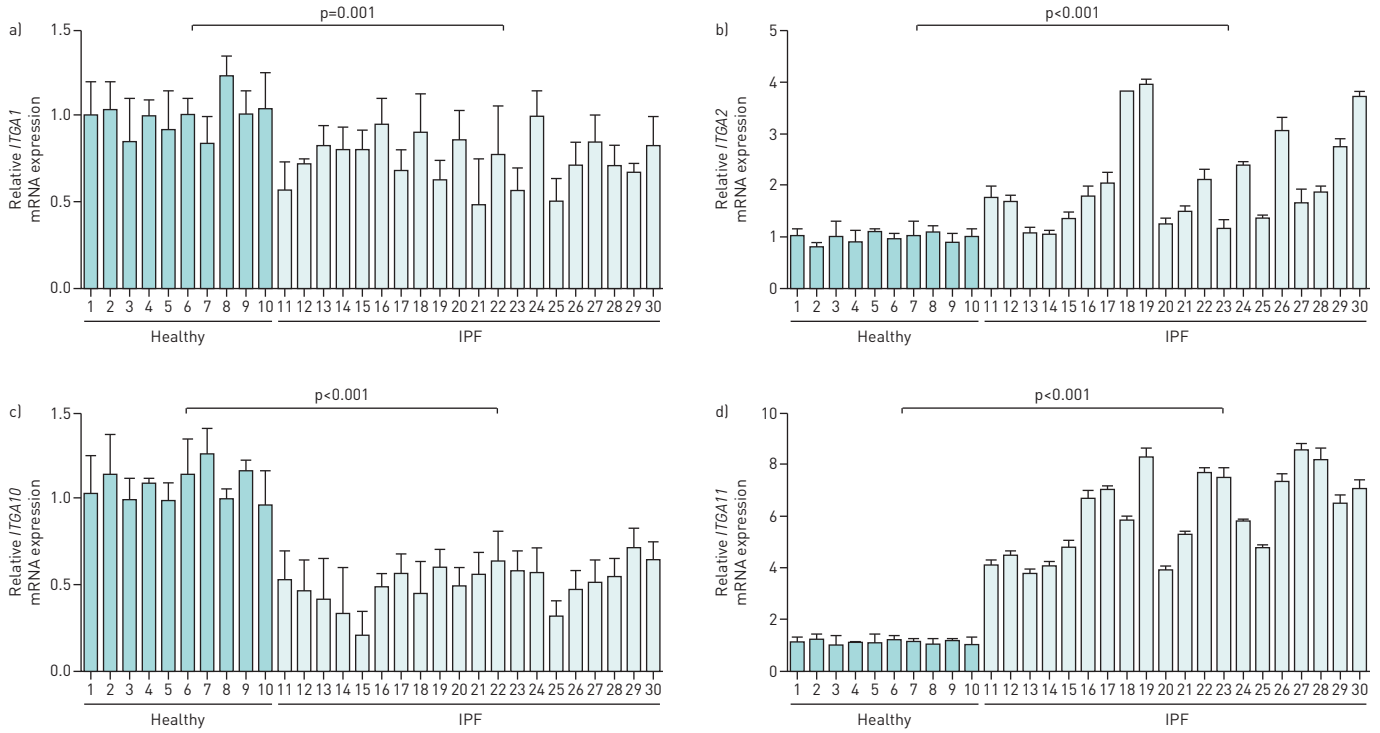 a)
p=0.001
Relative ITGA1
mRNA expression
1.5
1.0
0.5
0.0
1 2 3 4 5 6 7 8 9 10 11 12 13 14 15 16 17 18 19 20 21 22 23 24 25 26 27 28 29 30
Healthy IPF
b)
p<0.001
Relative ITGA2
mRNA expression
5
4
3
2
1
0
1 2 3 4 5 6 7 8 9 10 11 12 13 14 15 16 17 18 19 20 21 22 23 24 25 26 27 28 29 30
Healthy IPF
c)
p<0.001
Relative ITGA10
mRNA expression
1.5
1.0
0.5
0.0
1 2 3 4 5 6 7 8 9 10 11 12 13 14 15 16 17 18 19 20 21 22 23 24 25 26 27 28 29 30
Healthy IPF
d)
p<0.001
Relative ITGA11
mRNA expression
10
8
6
4
2
0
1 2 3 4 5 6 7 8 9 10 11 12 13 14 15 16 17 18 19 20 21 22 23 24 25 26 27 28 29 30
Healthy IPF